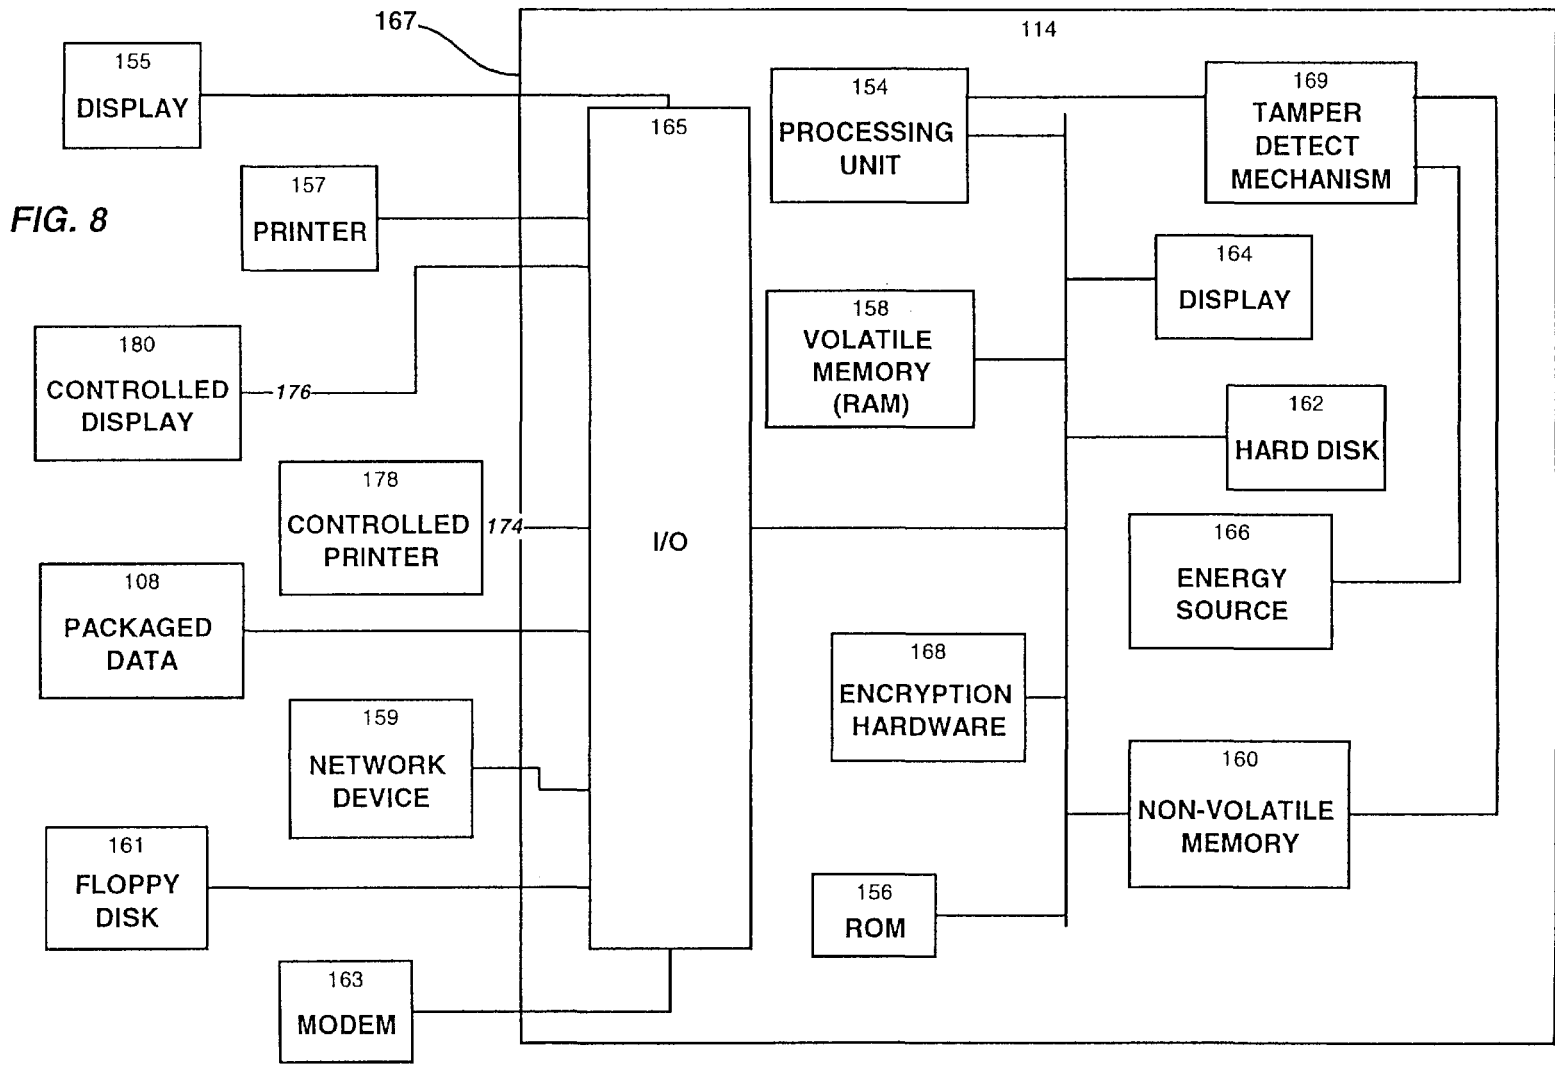 167
114
155
DISPLAY
165
154
PROCESSING
UNIT
169
TAMPER
DETECT
MECHANISM
157
PRINTER
FIG. 8
164
DISPLAY
158
VOLATILE
MEMORY
(RAM)
180
CONTROLLED
DISPLAY
176
162
HARD DISK
178
CONTROLLED
PRINTER
174
I/O
166
ENERGY
SOURCE
108
PACKAGED
DATA
168
ENCRYPTION
HARDWARE
159
NETWORK
DEVICE
160
NON-VOLATILE
MEMORY
161
FLOPPY
DISK
156
ROM
163
MODEM